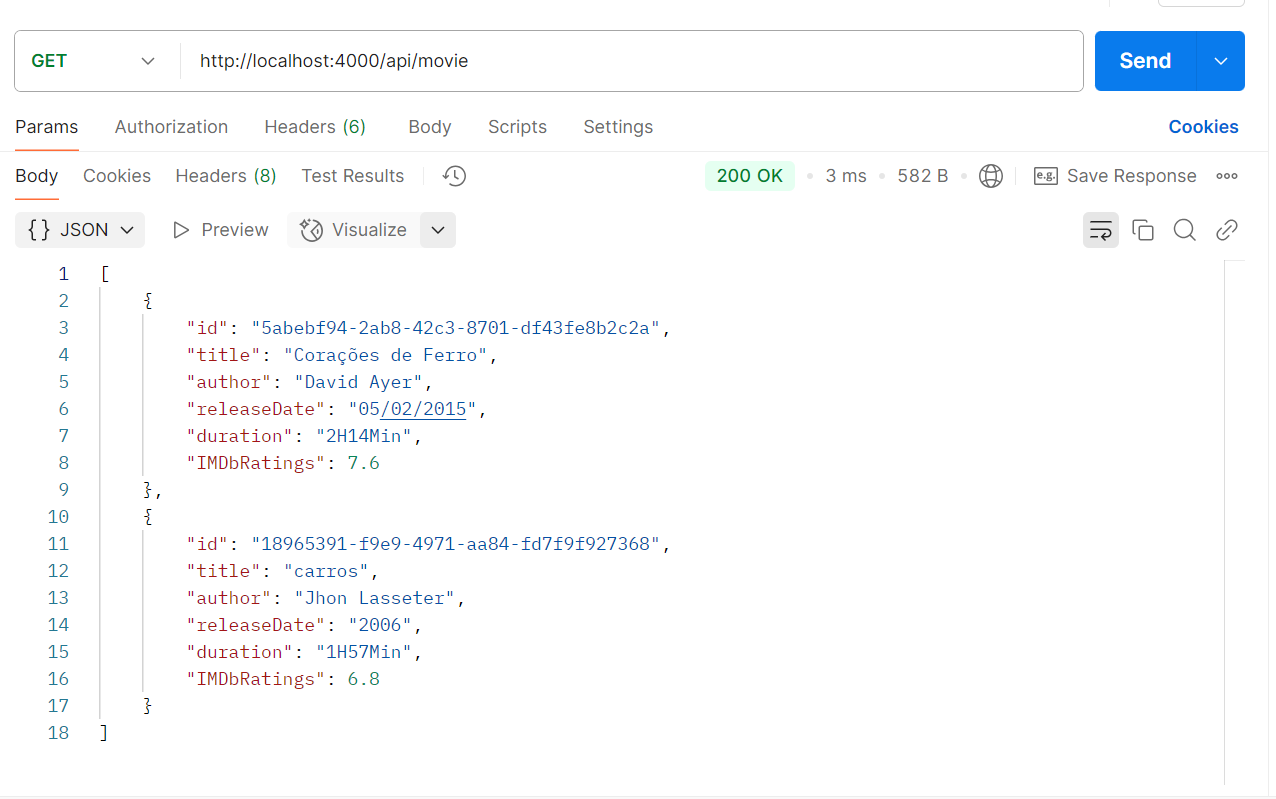 GET http://localhost:4000/api/movie Send
Params Authorization Headers (6) Body Scripts Settings Cookies
Body Cookies Headers (8) Test Results 200 OK • 3 ms • 582 B • e.g. Save Response
{} JSON Preview Visualize
1 [
2 {
3 "id": "5abebf94-2ab8-42c3-8701-df43fe8b2c2a",
4 "title": "Corações de Ferro",
5 "author": "David Ayer",
6 "releaseDate": "05/02/2015",
7 "duration": "2H14Min",
8 "IMDbRatings": 7.6
9 },
10 {
11 "id": "18965391-f9e9-4971-aa84-fd7f9f927368",
12 "title": "carros",
13 "author": "Jhon Lasseter",
14 "releaseDate": "2006",
15 "duration": "1H57Min",
16 "IMDbRatings": 6.8
17 }
18 ]